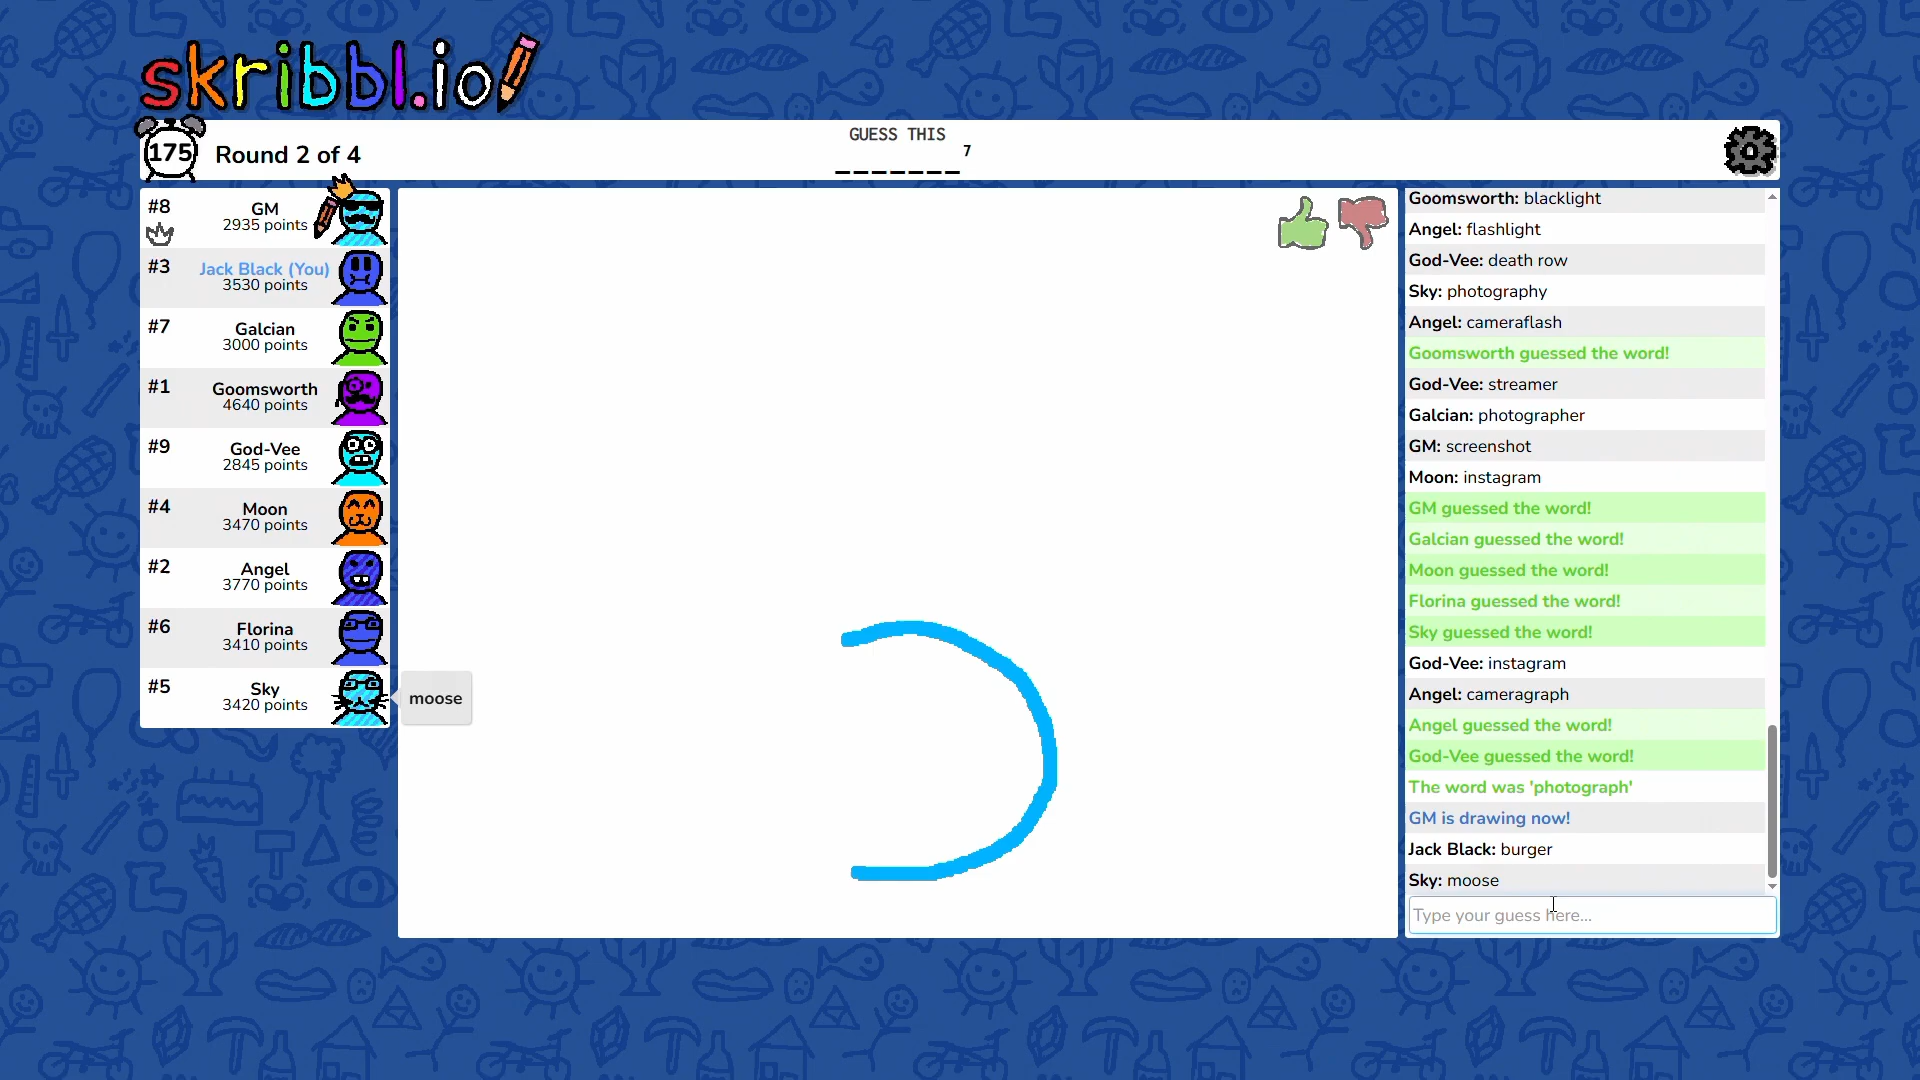 skribbl.io
175
Round 2 of 4
GUESS THIS
_______ 7
#8
GM
2935 points
#3
Jack Black (You)
3530 points
#7
Galcian
3000 points
#1
Goomsworth
4640 points
#9
God-Vee
2845 points
#4
Moon
3470 points
#2
Angel
3770 points
#6
Florina
3410 points
#5
Sky
3420 points
moose
Goomsworth: blacklight
Angel: flashlight
God-Vee: death row
Sky: photography
Angel: cameraflash
Goomsworth guessed the word!
God-Vee: streamer
Galcian: photographer
GM: screenshot
Moon: instagram
GM guessed the word!
Galcian guessed the word!
Moon guessed the word!
Florina guessed the word!
Sky guessed the word!
God-Vee: instagram
Angel: cameragraph
Angel guessed the word!
God-Vee guessed the word!
The word was 'photograph'
GM is drawing now!
Jack Black: burger
Sky: moose
Type your guess here...